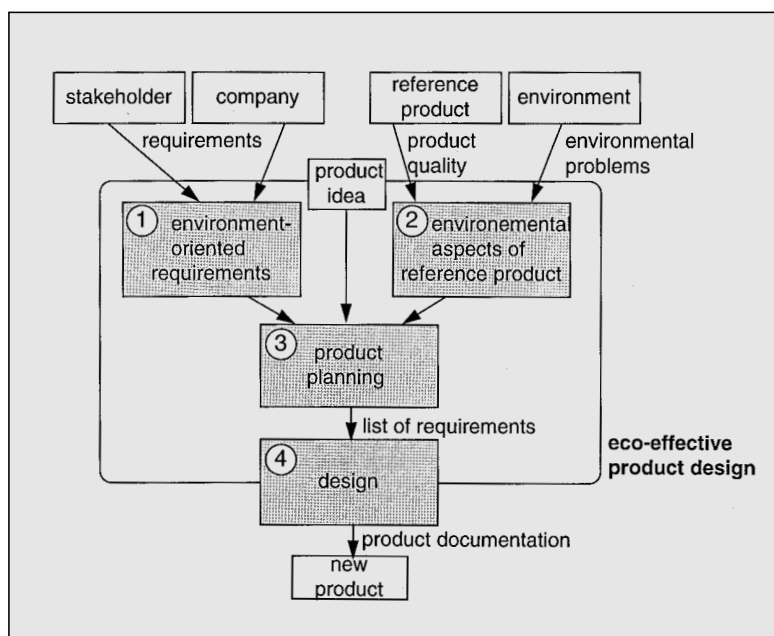 stakeholder
company
reference
product
environment
requirements
product
quality
environmental
problems
product
idea
1
environment-
oriented
requirements
2
environemental
aspects of
reference product
3
product
planning
list of requirements
4
design
eco-effective
product design
product documentation
new
product